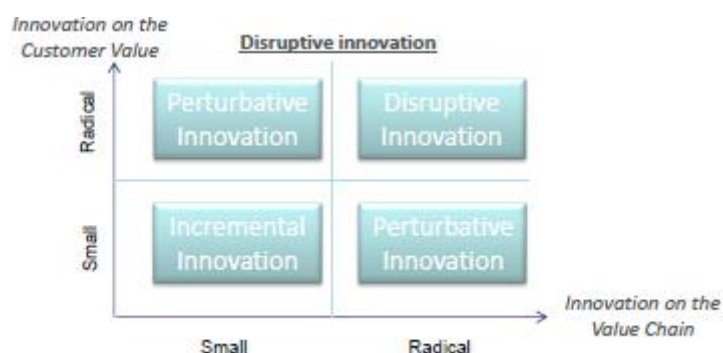 Innovation on the
Customer Value
Disruptive innovation
Radical
Perturbative
Innovation
Disruptive
Innovation
Small
Incremental
Innovation
Perturbative
Innovation
Innovation on the
Value Chain
Small
Radical